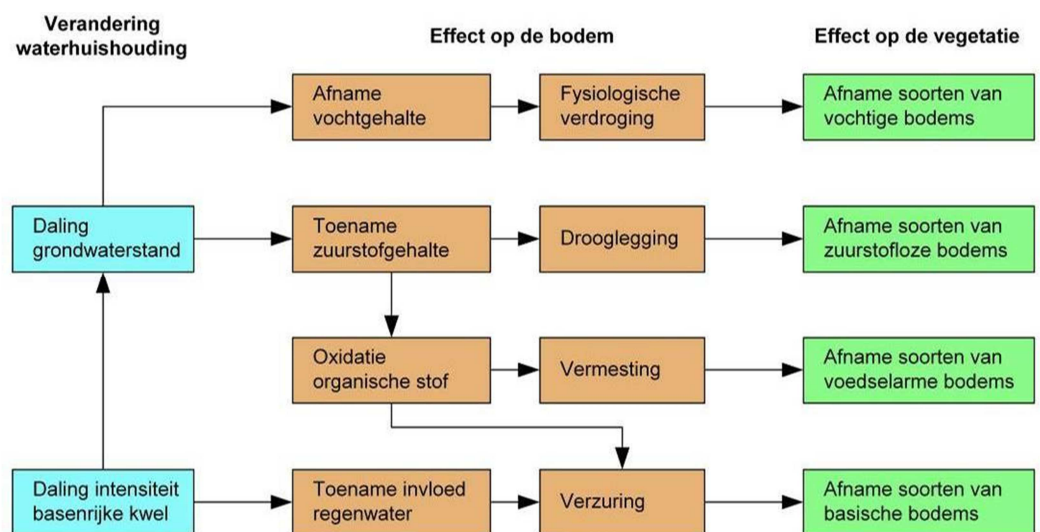 Verandering
waterhuishouding
Effect op de bodem
Effect op de vegetatie
Afname
vochtgehalte
Fysiologische
verdroging
Afname soorten van
vochtige bodems
Daling
grondwaterstand
Toename
zuurstofgehalte
Drooglegging
Afname soorten van
zuurstofloze bodems
Oxidatie
organische stof
Vermesting
Afname soorten van
voedselarme bodems
Daling intensiteit
basenrijke kwel
Toename invloed
regenwater
Verzuring
Afname soorten van
basische bodems